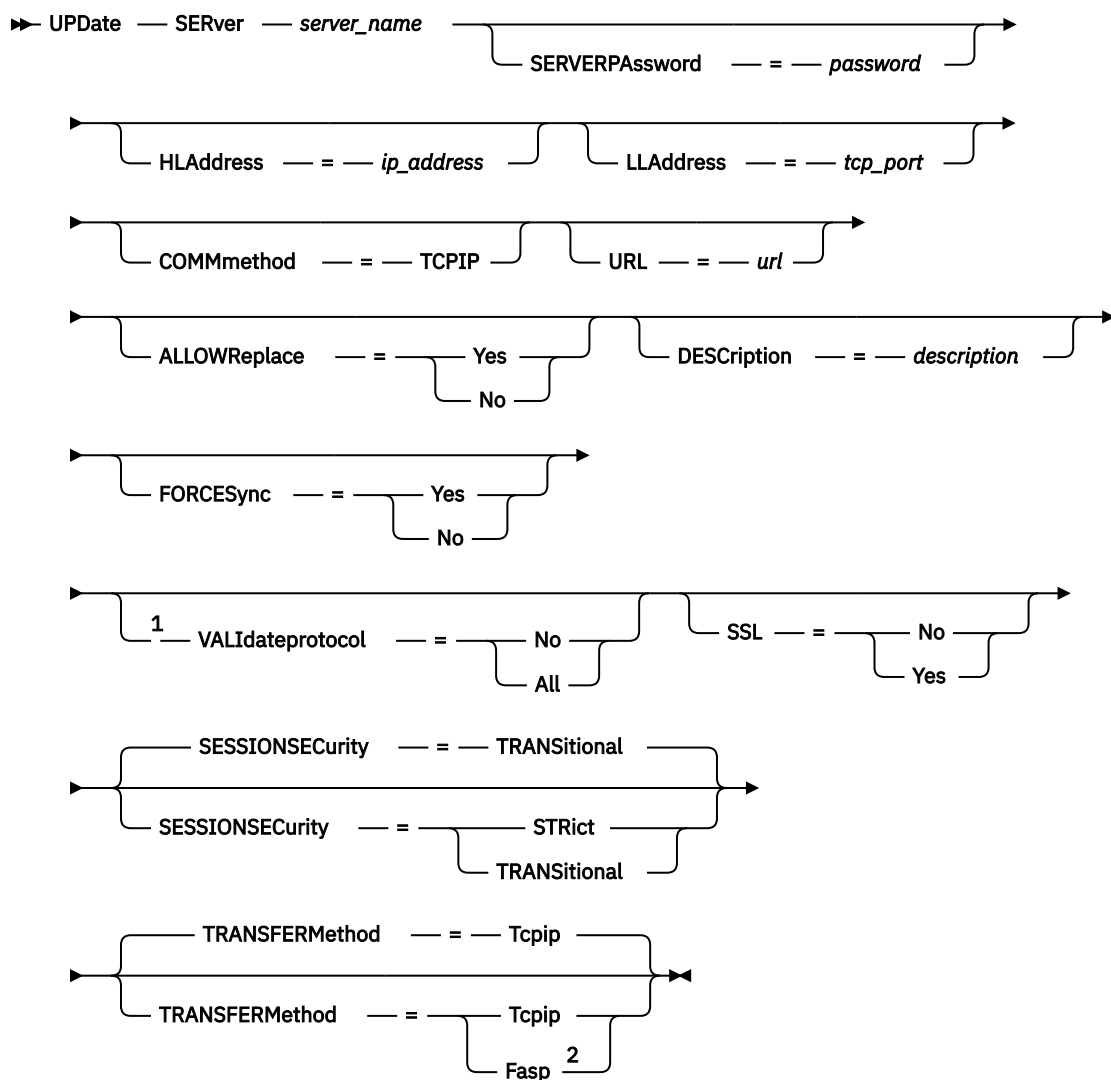 UPDate SERver server_name
SERVERPAssword = password
HLAddress = ip_address LLAddress = tcp_port
COMMmethod = TCPIP URL = url
ALLOWReplace = Yes DESCription = description
No
FORCESync = Yes
No
1 VALIdateprotocol = No SSL = No
All Yes
SESSIONSECurity = TRANSitional
SESSIONSECurity = STRict
TRANSitional
TRANSFERMethod = Tcpip
TRANSFERMethod = Tcpip
Fasp 2